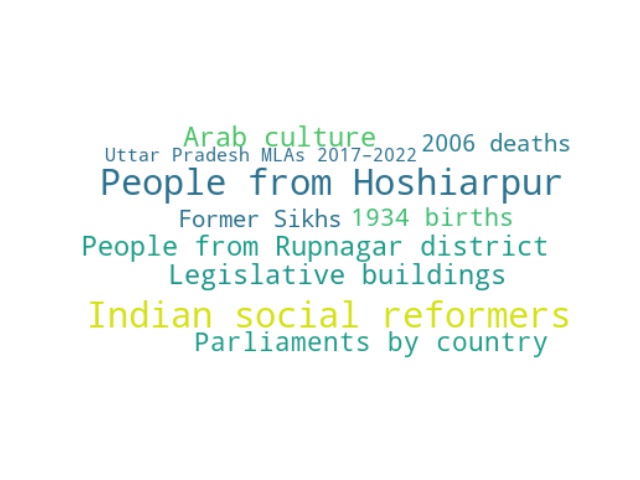 Arab culture
2006 deaths
Uttar Pradesh MLAs 2017–2022
People from Hoshiarpur
Former Sikhs
1934 births
People from Rupnagar district
Legislative buildings
Indian social reformers
Parliaments by country